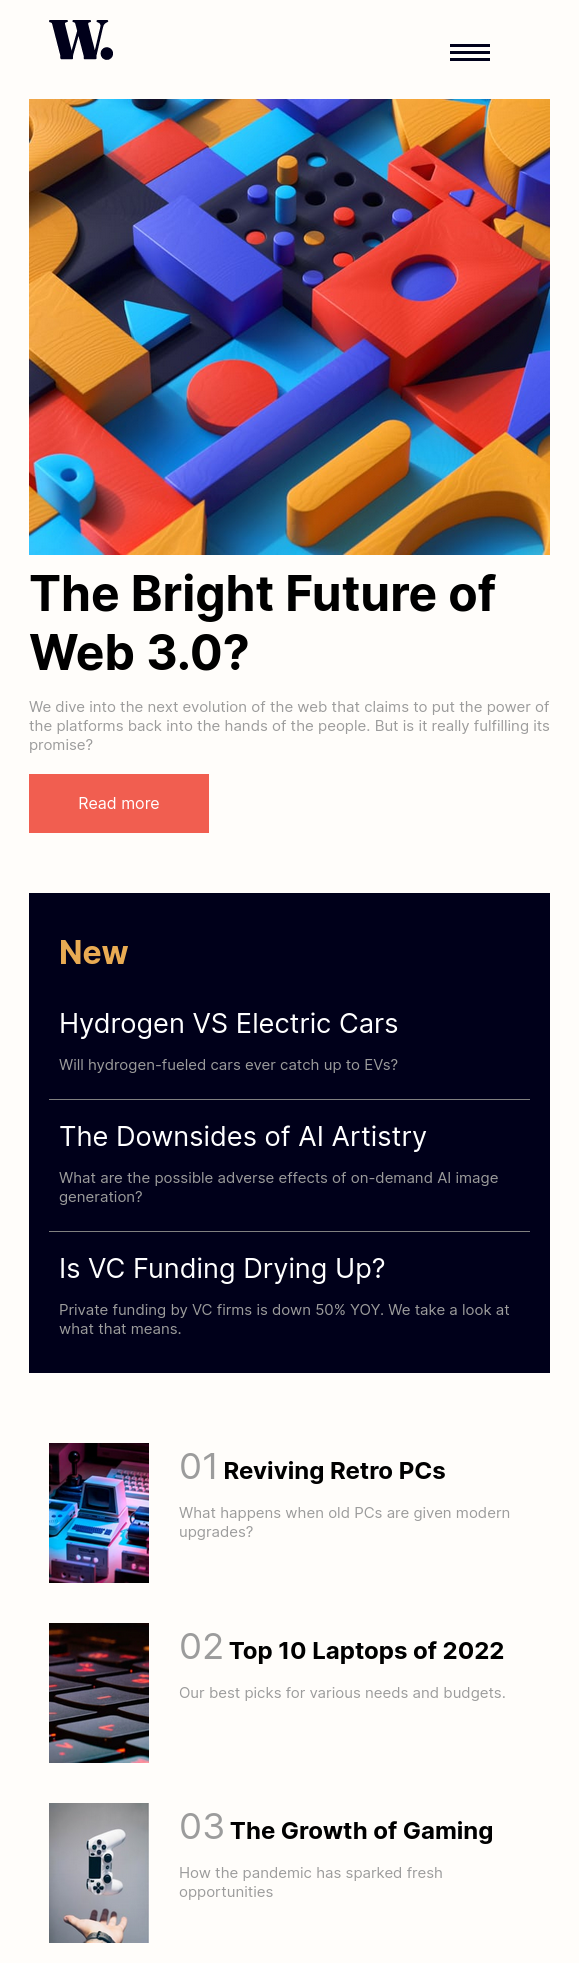 W.
The Bright Future of
Web 3.0?
We dive into the next evolution of the web that claims to put the power of
the platforms back into the hands of the people. But is it really fulfilling its
promise?
Read more
New
Hydrogen VS Electric Cars
Will hydrogen-fueled cars ever catch up to EVs?
The Downsides of AI Artistry
What are the possible adverse effects of on-demand AI image
generation?
Is VC Funding Drying Up?
Private funding by VC firms is down 50% YOY. We take a look at
what that means.
01 Reviving Retro PCs
What happens when old PCs are given modern
upgrades?
02 Top 10 Laptops of 2022
Our best picks for various needs and budgets.
03 The Growth of Gaming
How the pandemic has sparked fresh
opportunities